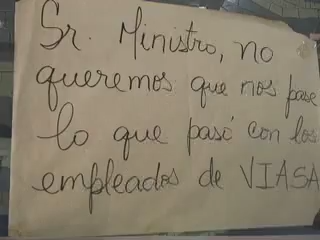 Sr. Ministro, no
queremos que nos pase
lo que pasó con los
empleados de VIASA